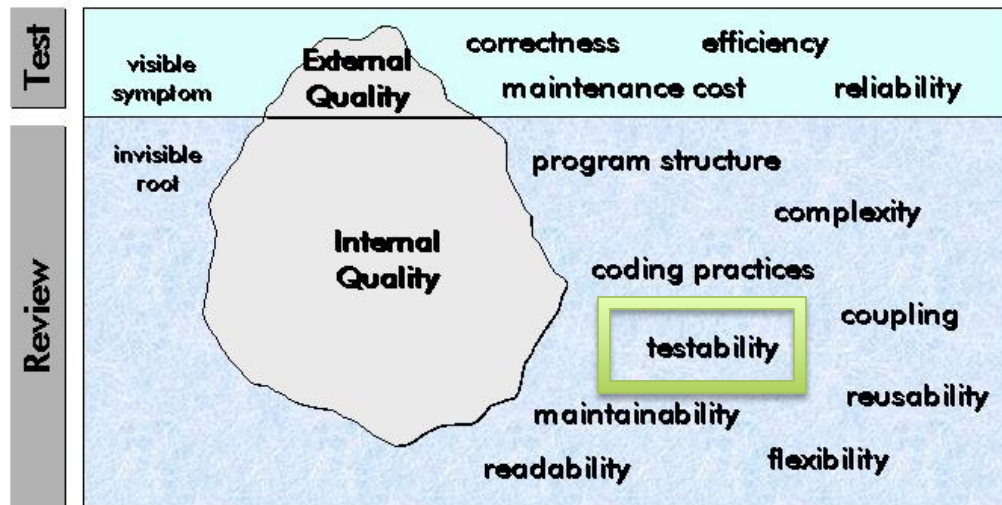 Test
visible
symptom
External
Quality
correctness
efficiency
maintenance cost
reliability
Review
invisible
root
Internal
Quality
program structure
complexity
coding practices
coupling
testability
reusability
maintainability
flexibility
readability